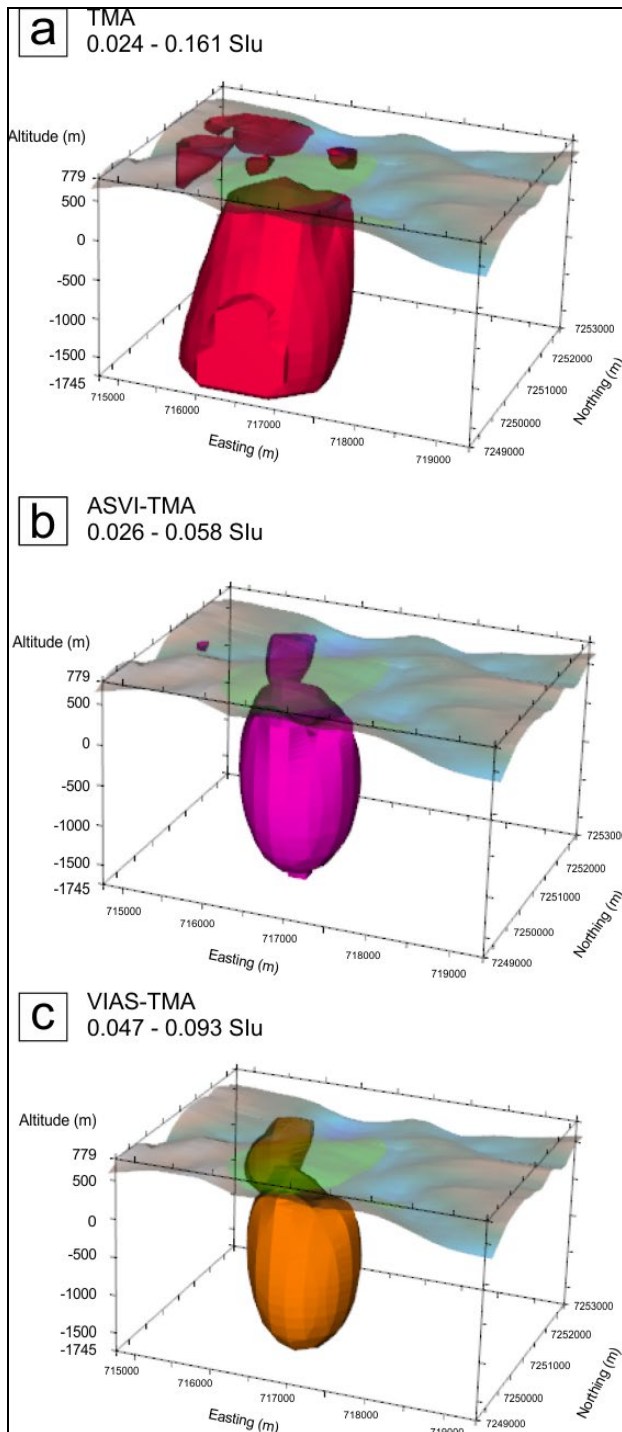 a
TMA
0.024 - 0.161 SIu
Altitude (m)
779
500
0
-500
-1000
-1500
-1745
715000
716000
717000
718000
719000
Easting (m)
7249000
7250000
7251000
7252000
7253000
Northing (m)
b
ASVI-TMA
0.026 - 0.058 SIu
Altitude (m)
779
500
0
-500
-1000
-1500
-1745
715000
716000
717000
718000
719000
Easting (m)
7249000
7250000
7251000
7252000
7253000
Northing (m)
c
VIAS-TMA
0.047 - 0.093 SIu
Altitude (m)
779
500
0
-500
-1000
-1500
-1745
715000
716000
717000
718000
719000
Easting (m)
7249000
7250000
7251000
7252000
7253000
Northing (m)